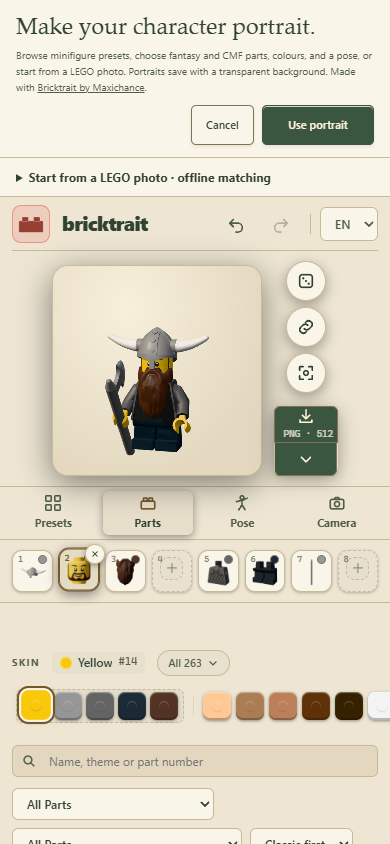 Make your character portrait.
Browse minifigure presets, choose fantasy and CMF parts, colours, and a pose, or
start from a LEGO photo. Portraits save with a transparent background. Made
with Bricktrait by Maxichance.
Cancel
Use portrait
Start from a LEGO photo · offline matching
bricktrait
EN
PNG · 512
Presets
Parts
Pose
Camera
1
2
3
4
5
6
7
8
SKIN
Yellow #14
All 263
Name, theme or part number
All Parts
All Parts
Classic first